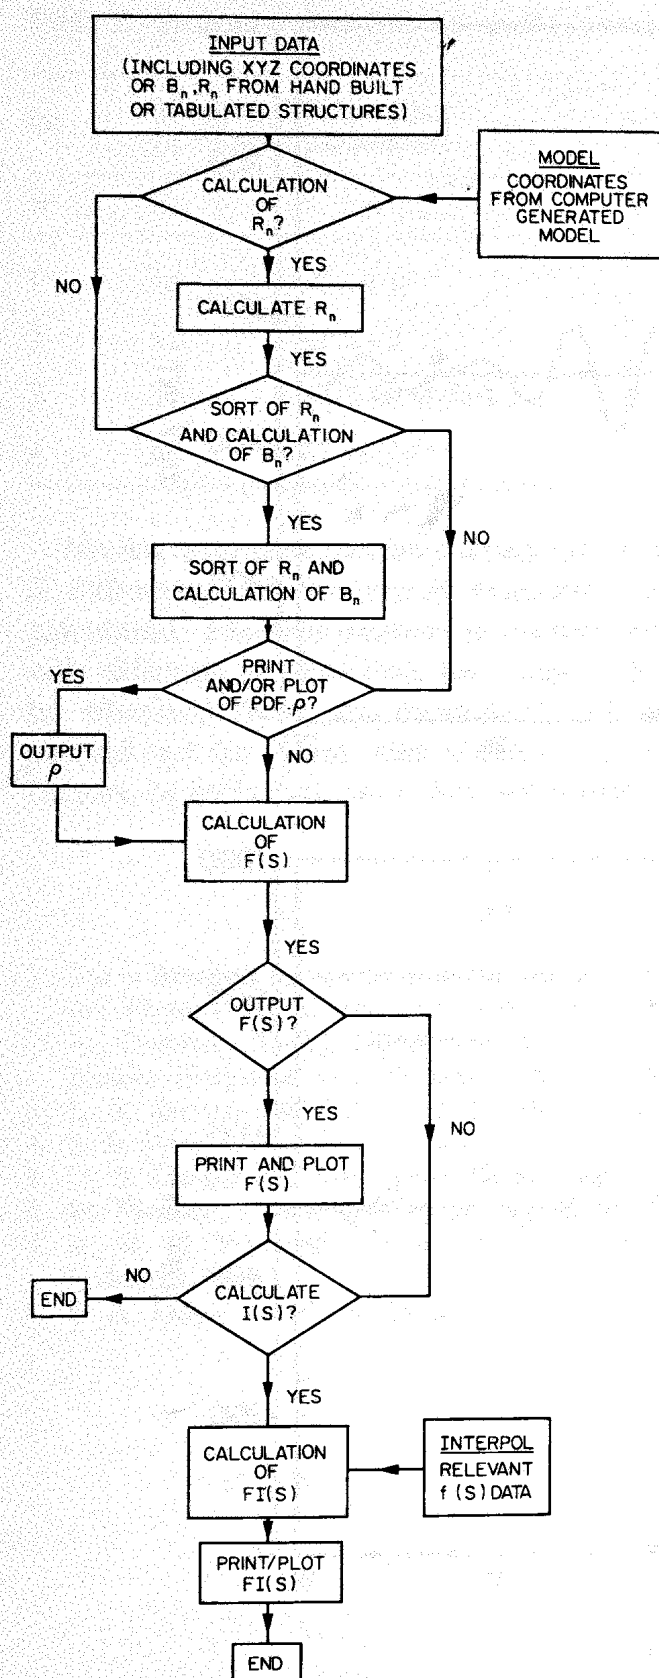 INPUT DATA
(INCLUDING XYZ COORDINATES
OR Bn,Rn FROM HAND BUILT
OR TABULATED STRUCTURES)
MODEL
COORDINATES
FROM COMPUTER
GENERATED
MODEL
CALCULATION
OF
Rn?
NO
YES
CALCULATE Rn
YES
SORT OF Rn
AND CALCULATION
OF Bn?
YES
NO
SORT OF Rn AND
CALCULATION OF Bn
PRINT
AND/OR PLOT
OF PDF.ρ?
YES
OUTPUT
ρ
NO
CALCULATION
OF
F(S)
YES
OUTPUT
F(S)?
YES
NO
PRINT AND PLOT
F(S)
CALCULATE
I(S)?
NO
END
YES
CALCULATION
OF
FI(S)
INTERPOL
RELEVANT
f (S) DATA
PRINT/PLOT
FI(S)
END